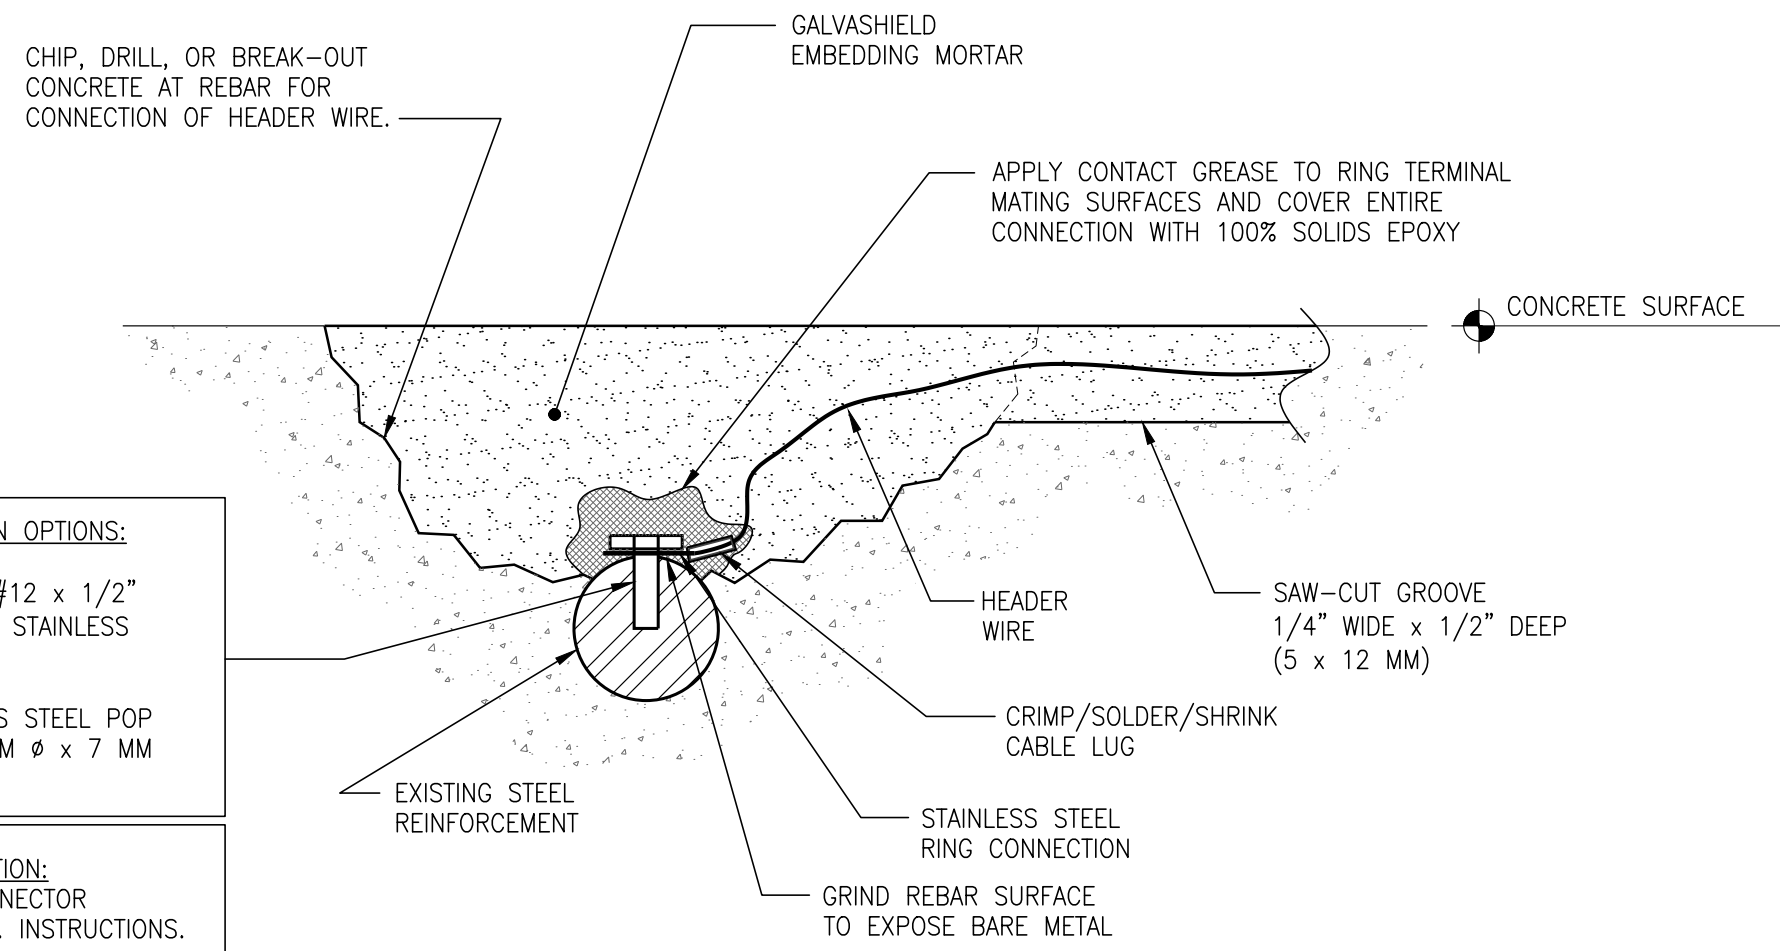 GALVASHIELD
EMBEDDING MORTAR
CHIP, DRILL, OR BREAK-OUT
CONCRETE AT REBAR FOR
CONNECTION OF HEADER WIRE.
APPLY CONTACT GREASE TO RING TERMINAL
MATING SURFACES AND COVER ENTIRE
CONNECTION WITH 100% SOLIDS EPOXY
CONCRETE SURFACE
OPTIONS:
#12 x 1/2"
STAINLESS
STEEL POP
Ø x 7 MM
INSTRUCTIONS.
HEADER
WIRE
SAW-CUT GROOVE
1/4" WIDE x 1/2" DEEP
(5 x 12 MM)
CRIMP/SOLDER/SHRINK
CABLE LUG
EXISTING STEEL
REINFORCEMENT
STAINLESS STEEL
RING CONNECTION
GRIND REBAR SURFACE
TO EXPOSE BARE METAL